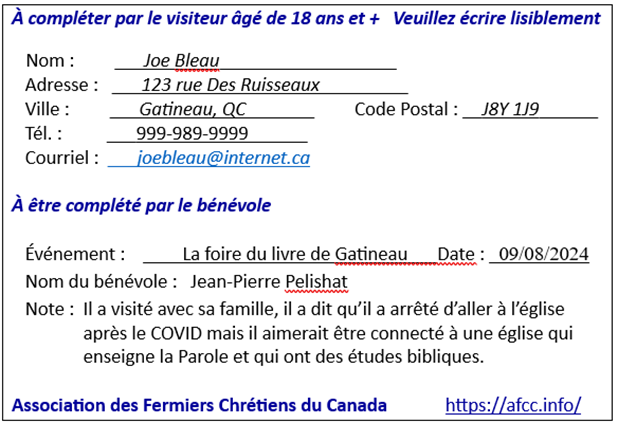 À compléter par le visiteur âgé de 18 ans et + Veuillez écrire lisiblement
Nom : Joe Bleau
Adresse : 123 rue Des Ruisseaux
Ville : Gatineau, QC Code Postal : J8Y 1J9
Tél. : 999-989-9999
Courriel : joebleau@internet.ca
À être complété par le bénévole
Événement : La foire du livre de Gatineau Date : 09/08/2024
Nom du bénévole : Jean-Pierre Pelishat
Note : Il a visité avec sa famille, il a dit qu’il a arrêté d’aller à l’église
après le COVID mais il aimerait être connecté à une église qui
enseigne la Parole et qui ont des études bibliques.
Association des Fermiers Chrétiens du Canada https://afcc.info/